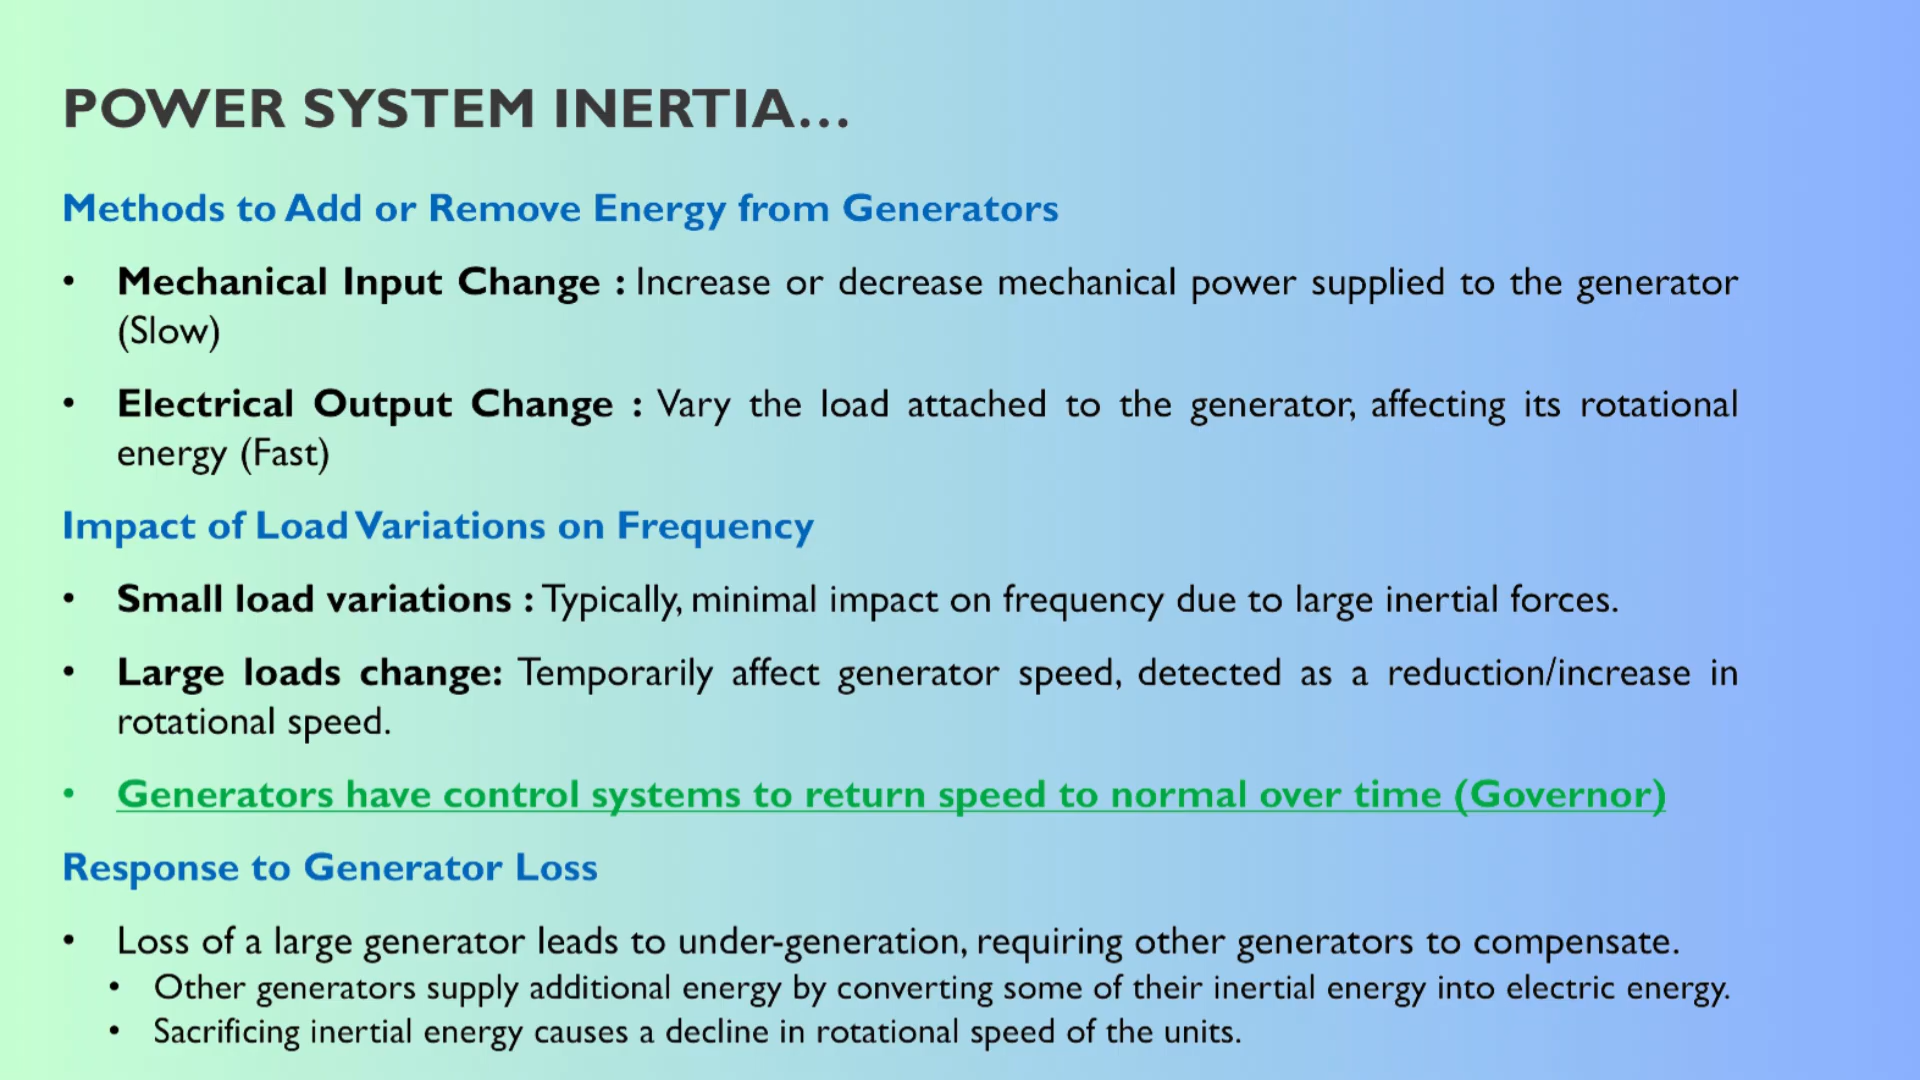 POWER SYSTEM INERTIA...
Methods to Add or Remove Energy from Generators
• Mechanical Input Change : Increase or decrease mechanical power supplied to the generator
(Slow)
• Electrical Output Change : Vary the load attached to the generator, affecting its rotational
energy (Fast)
Impact of Load Variations on Frequency
• Small load variations : Typically, minimal impact on frequency due to large inertial forces.
• Large loads change: Temporarily affect generator speed, detected as a reduction/increase in
rotational speed.
• Generators have control systems to return speed to normal over time (Governor)
Response to Generator Loss
• Loss of a large generator leads to under-generation, requiring other generators to compensate.
• Other generators supply additional energy by converting some of their inertial energy into electric energy.
• Sacrificing inertial energy causes a decline in rotational speed of the units.